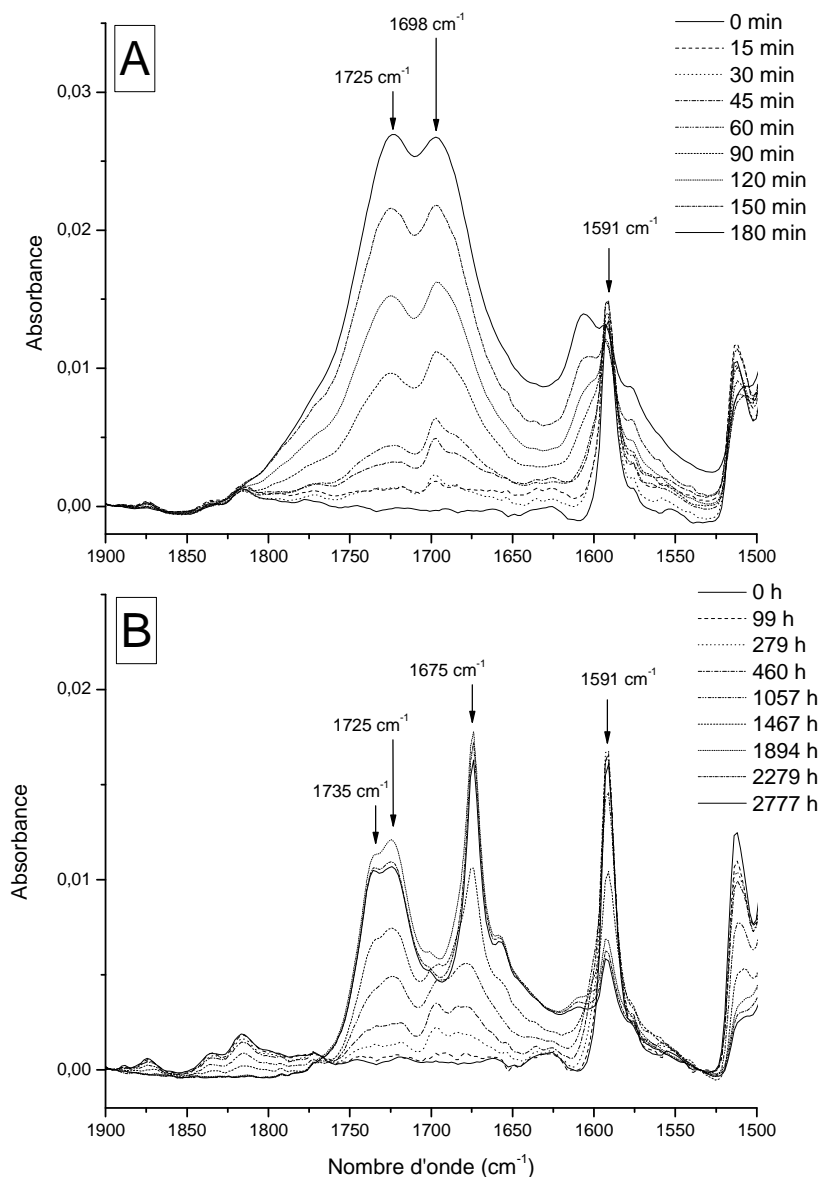 A
1698 cm-1
1725 cm-1
1591 cm-1
0 min
15 min
30 min
45 min
60 min
90 min
120 min
150 min
180 min
Absorbance
0,03
0,02
0,01
0,00
1900 1850 1800 1750 1700 1650 1600 1550 1500
B
1675 cm-1
1725 cm-1
1735 cm-1
1591 cm-1
0 h
99 h
279 h
460 h
1057 h
1467 h
1894 h
2279 h
2777 h
Absorbance
0,02
0,01
0,00
1900 1850 1800 1750 1700 1650 1600 1550 1500
Nombre d'onde (cm-1)